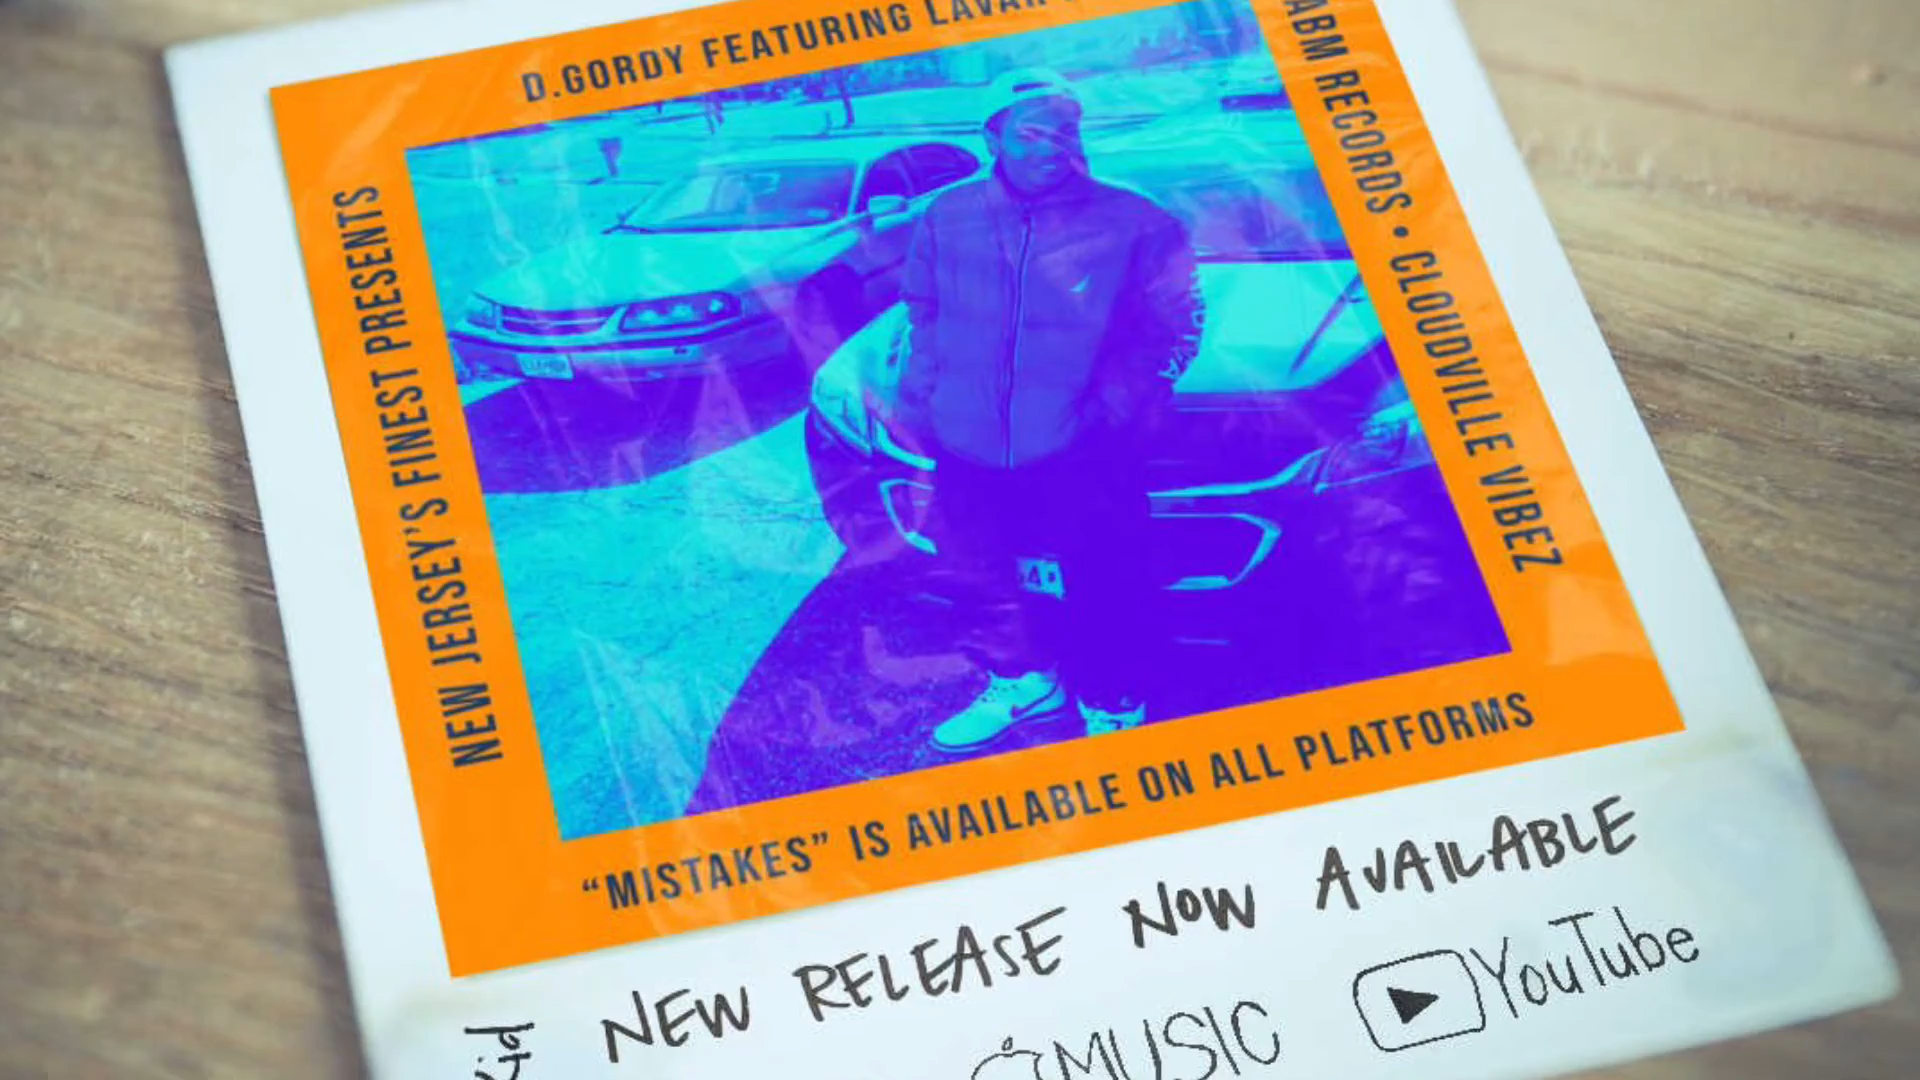 D.GORDY FEATURING LAVAR
NEW JERSEY'S FINEST PRESENTS
ABM RECORDS • CLOUDVILLE VIBEZ
"MISTAKES" IS AVAILABLE ON ALL PLATFORMS
NEW RELEASE NOW AVAILABLE
MUSIC
YouTube